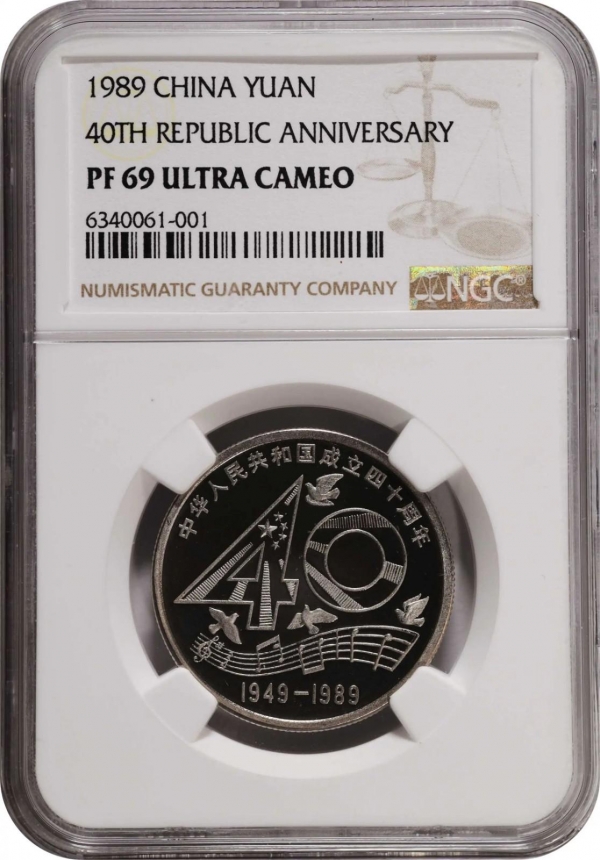 1989 CHINA YUAN
40TH REPUBLIC ANNIVERSARY
PF 69 ULTRA CAMEO
6340061-001
NUMISMATIC GUARANTY COMPANY
NGC®
中华人民共和国成立四十周年
40
1949-1989